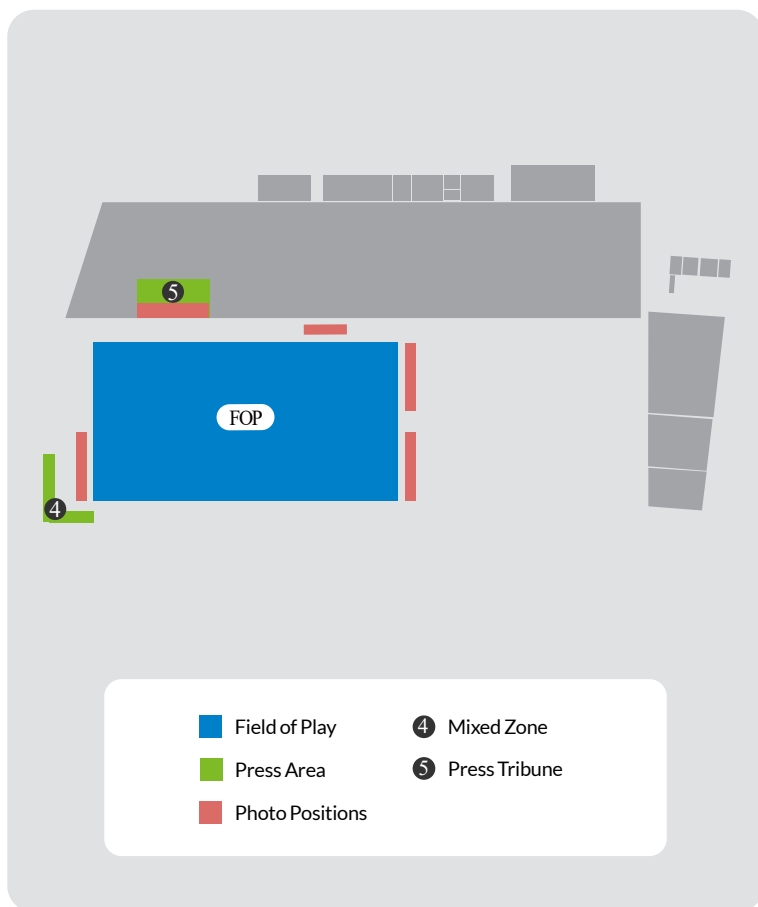 5
FOP
4
Field of Play
4 Mixed Zone
Press Area
5 Press Tribune
Photo Positions